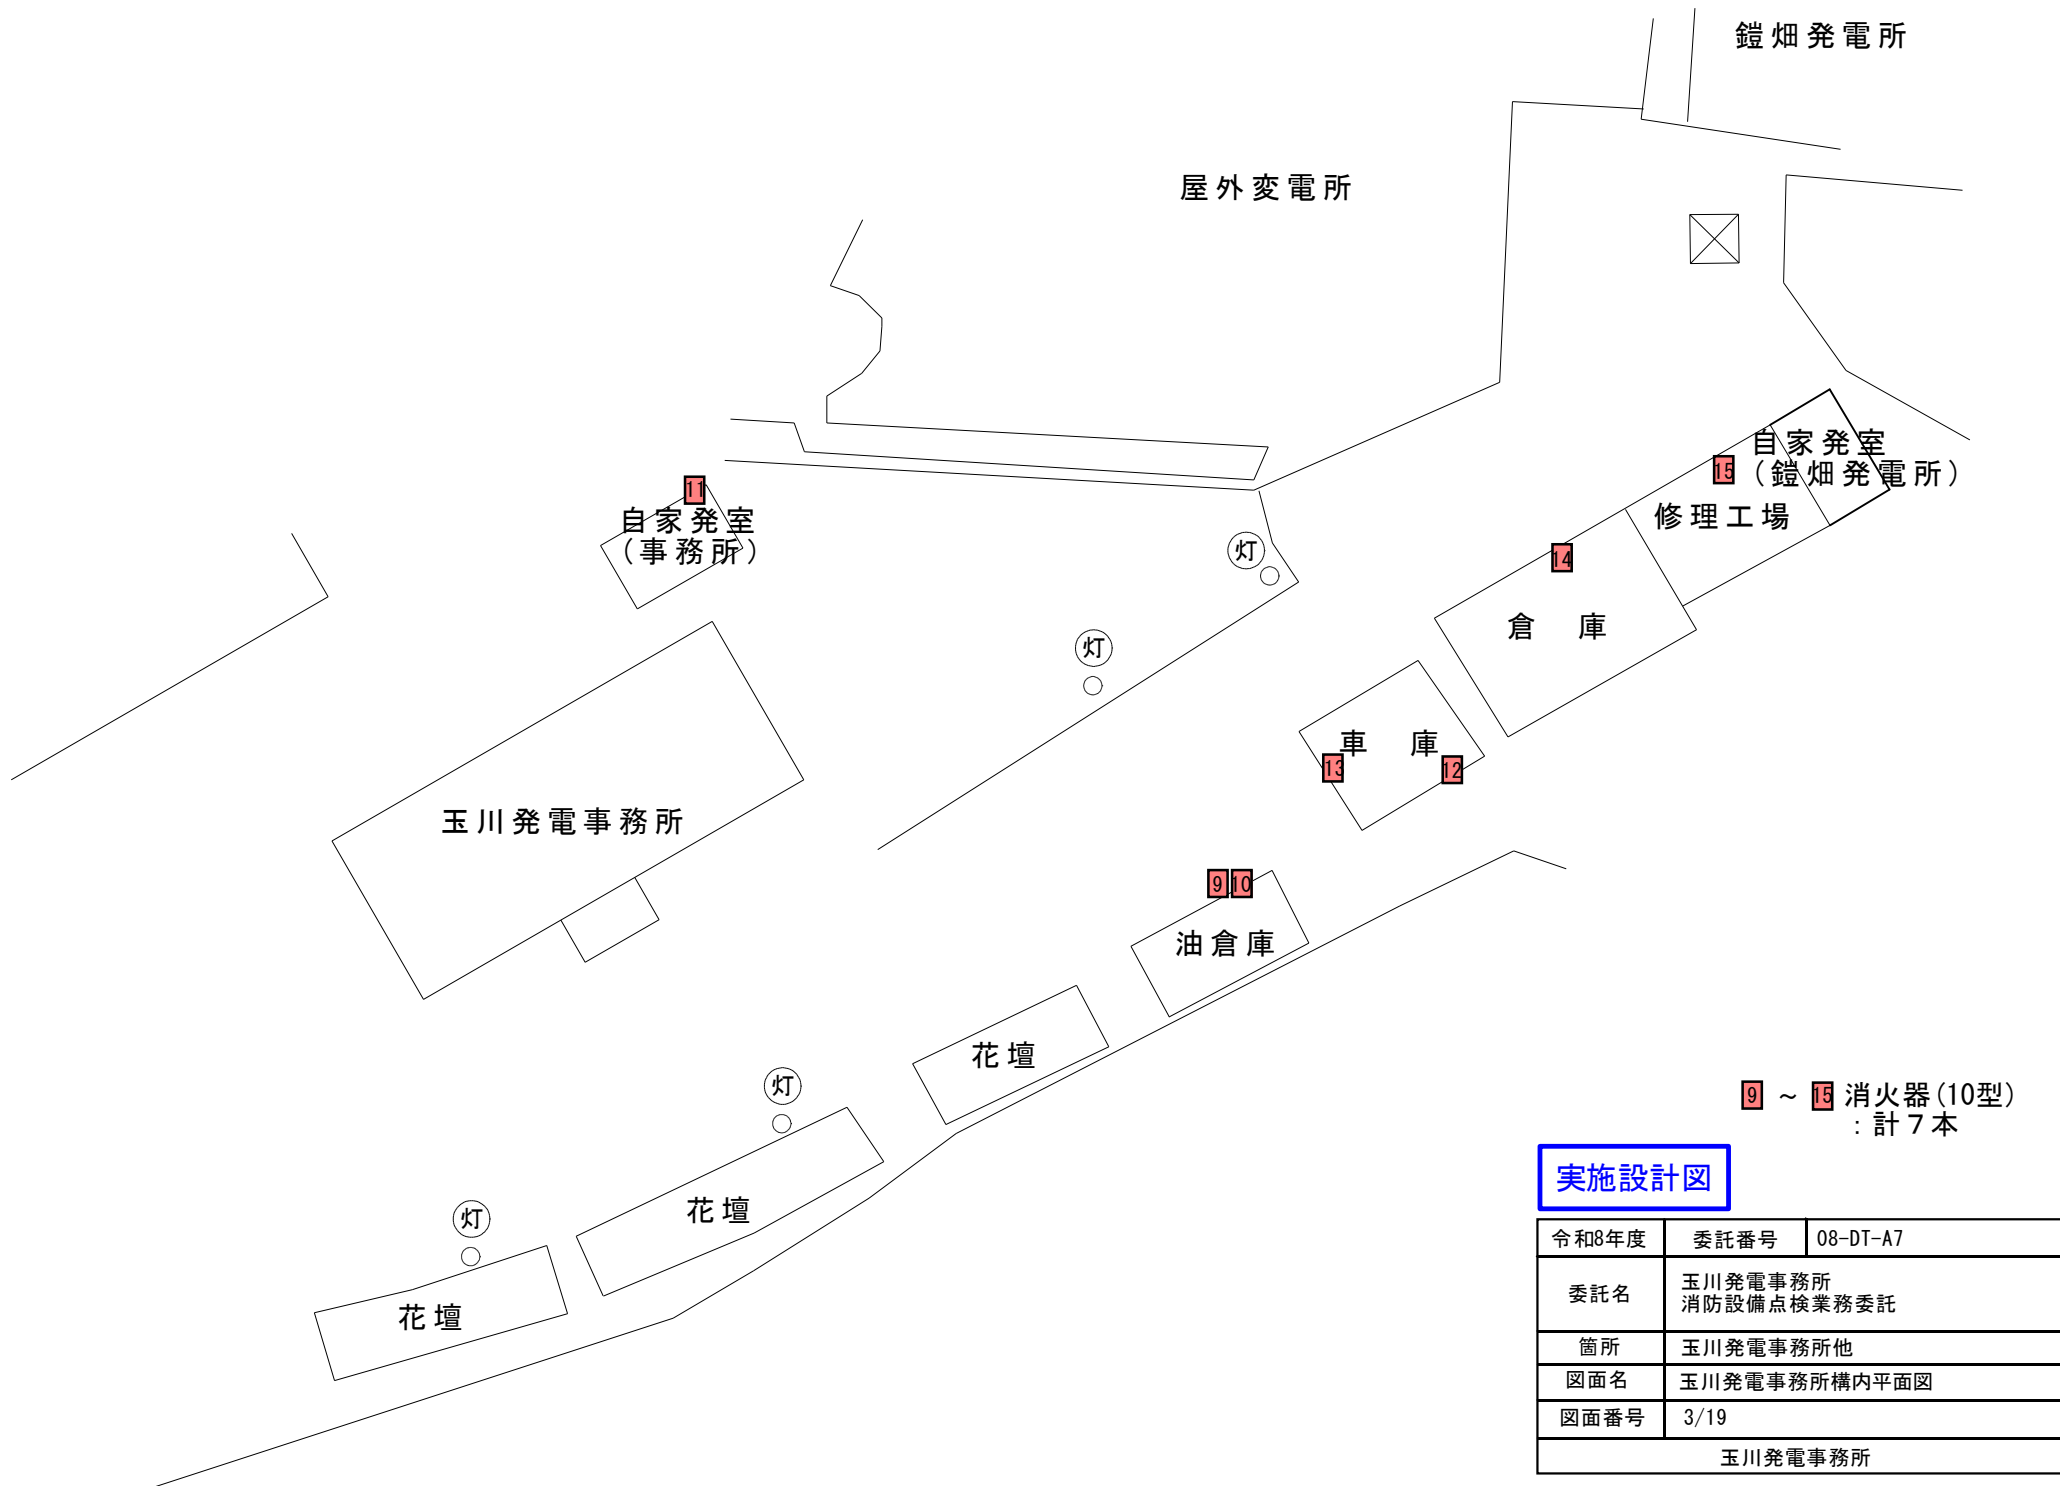 鎧畑発電所
屋外変電所
自家発室
（鎧畑発電所）
15
修理工場
11
自家発室
（事務所）
灯
14
倉　庫
灯
車　庫
13
12
玉川発電事務所
9
10
油倉庫
花壇
灯
花壇
灯
花壇
9 ～ 15 消火器(10型)
：計７本
実施設計図
令和8年度 委託番号 08-DT-A7
委託名 玉川発電事務所
消防設備点検業務委託
箇所 玉川発電事務所他
図面名 玉川発電事務所構内平面図
図面番号 3/19
玉川発電事務所